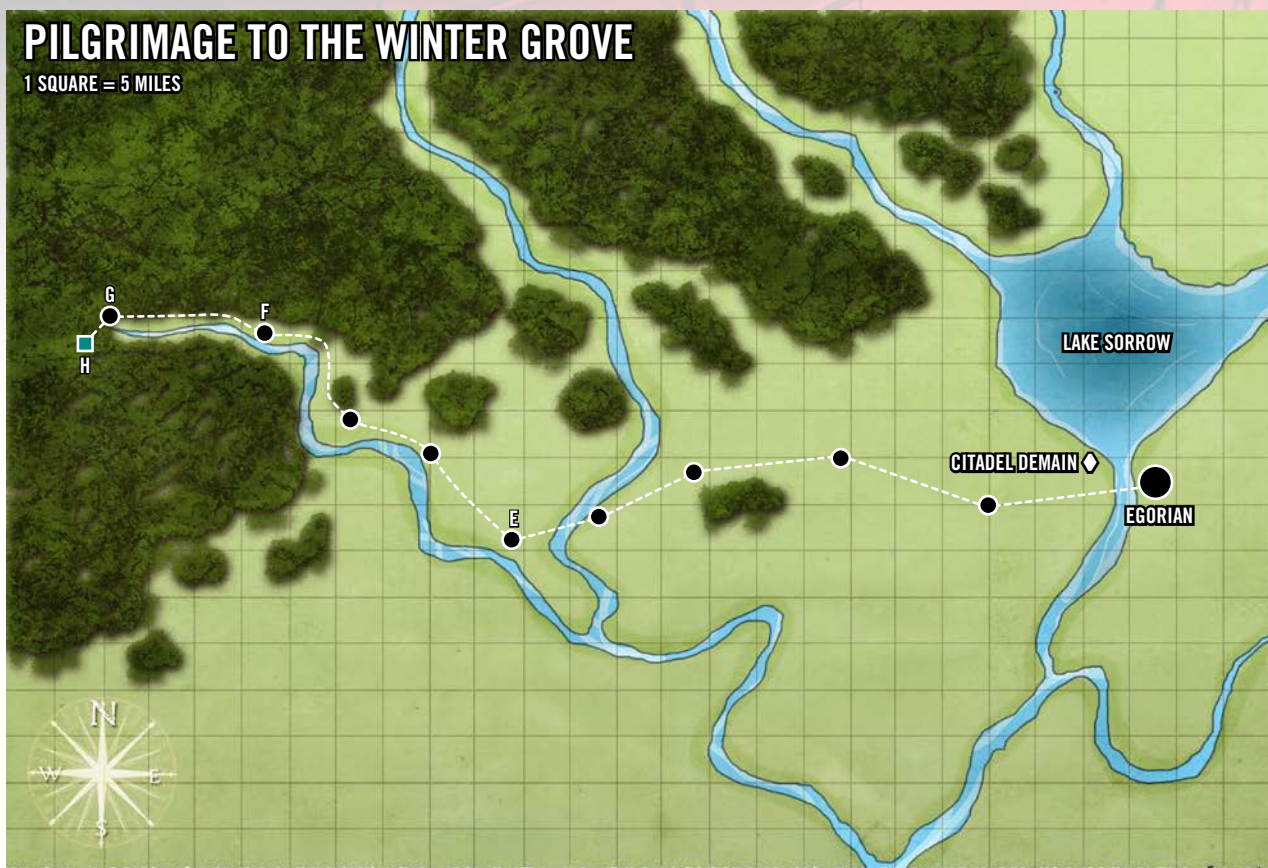 PILGRIMAGE TO THE WINTER GROVE
1 SQUARE = 5 MILES
G
F
H
LAKE SORROW
CITADEL DEMAIN
E
EGORIAN
N
W
E
S